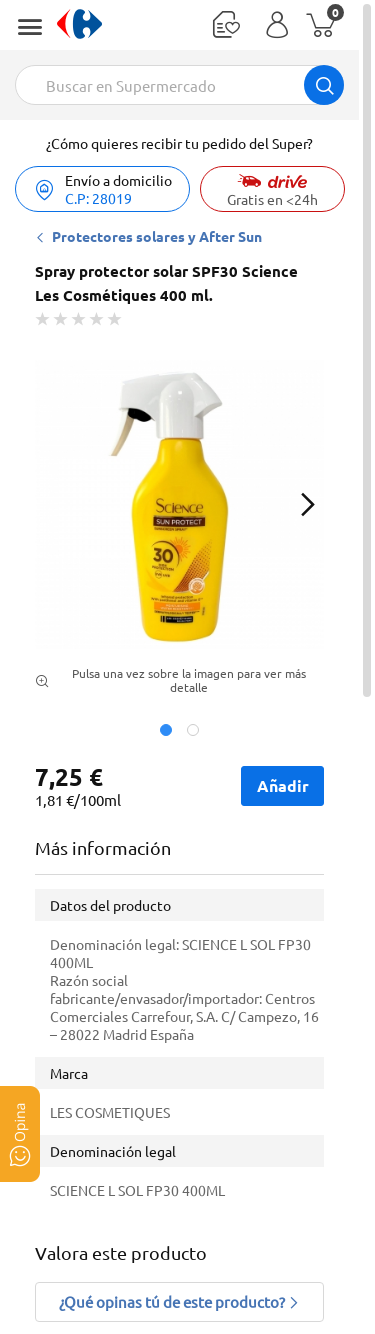 0
Buscar en Supermercado
¿Cómo quieres recibir tu pedido del Super?
Envío a domicilio
C.P: 28019
drive
Gratis en <24h
Protectores solares y After Sun
Spray protector solar SPF30 Science
Les Cosmétiques 400 ml.
SCIENCE
SUN PROTECT
30
Pulsa una vez sobre la imagen para ver más
detalle
7,25 €
1,81 €/100ml
Añadir
Más información
Datos del producto
Denominación legal: SCIENCE L SOL FP30
400ML
Razón social
fabricante/envasador/importador: Centros
Comerciales Carrefour, S.A. C/ Campezo, 16
– 28022 Madrid España
Marca
LES COSMETIQUES
Opina
Denominación legal
SCIENCE L SOL FP30 400ML
Valora este producto
¿Qué opinas tú de este producto?